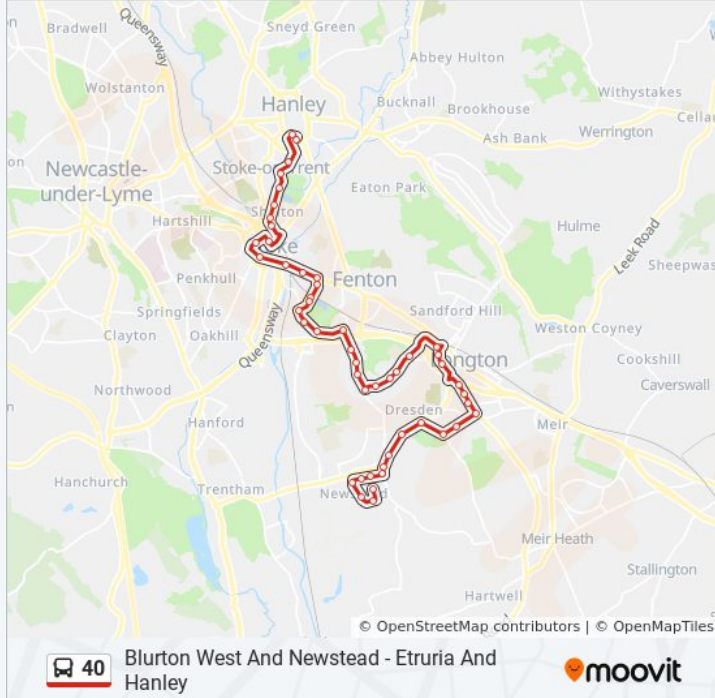 Bradwell
Queensway
Sneyd Green
Abbey Hulton
Wolstanton
Hanley
Bucknall
Withystakes
Brookhouse
Cellar
Ash Bank
Werrington
Newcastle-
under-Lyme
Stoke-on-Trent
Eaton Park
Hartshill
Shelton
Hulme
Leek Road
Penkhull
Fenton
Sheepwas
Springfields
Sandford Hill
Weston Coyney
Clayton
Oakhill
Queensway
Longton
Cookshill
Northwood
Caverswall
Dresden
Hanford
Meir
Hanchurch
Trentham
Newstead
Meir Heath
Stallington
Hartwell
© OpenStreetMap contributors | © OpenMapTiles
40
Blurton West And Newstead - Etruria And
Hanley
moovit